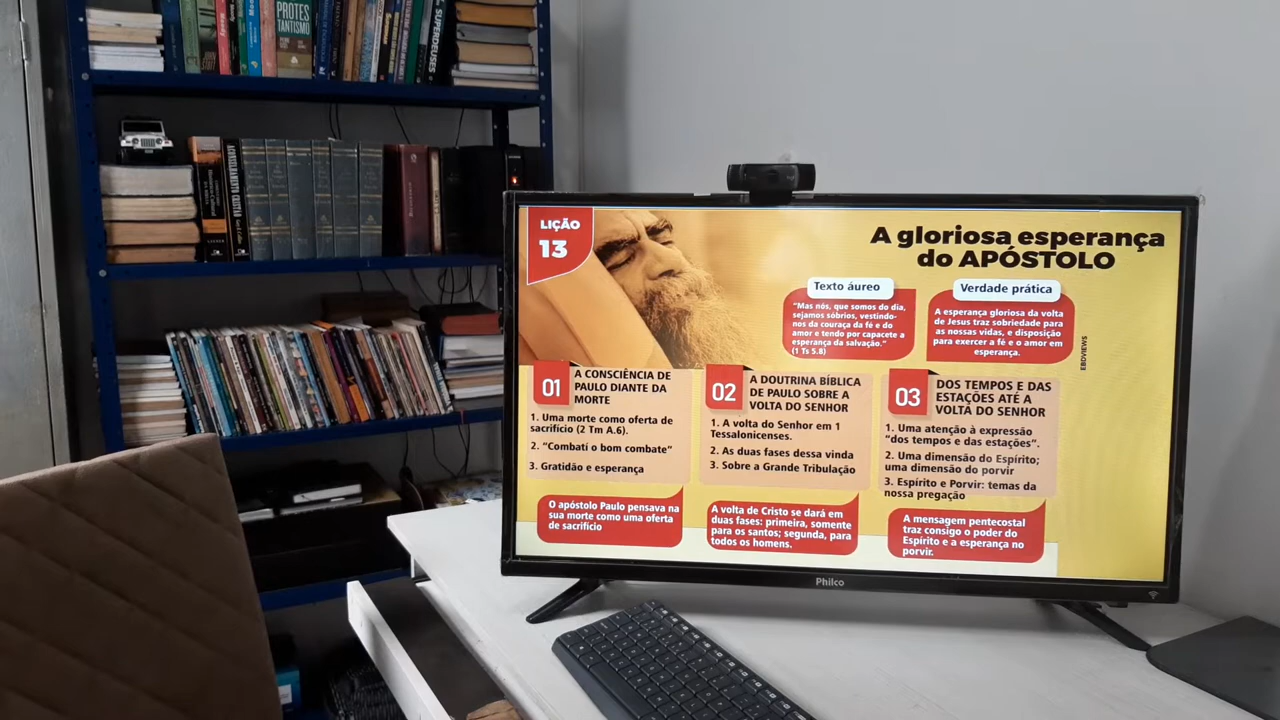 PROTES
TANTISMO
SUPERDEUSES
ACONSELHAMENTO CRISTÃO
LIÇÃO
13
A gloriosa esperança
do APÓSTOLO
Texto áureo
“Mas nós, que somos do dia,
sejamos sóbrios, vestindo-
nos da couraça da fé e do
amor e tendo por capacete a
esperança da salvação.”
(1 Ts 5.8)
Verdade prática
A esperança gloriosa da volta
de Jesus traz sobriedade para
as nossas vidas, e disposição
para exercer a fé e o amor em
esperança.
EBDVIEWS
01
A CONSCIÊNCIA DE
PAULO DIANTE DA
MORTE
1. Uma morte como oferta de
sacrifício (2 Tm A.6).
2. “Combati o bom combate”
3. Gratidão e esperança
O apóstolo Paulo pensava na
sua morte como uma oferta
de sacrifício
02
A DOUTRINA BÍBLICA
DE PAULO SOBRE A
VOLTA DO SENHOR
1. A volta do Senhor em 1
Tessalonicenses.
2. As duas fases dessa vinda
3. Sobre a Grande Tribulação
A volta de Cristo se dará em
duas fases: primeira, somente
para os santos; segunda, para
todos os homens.
03
DOS TEMPOS E DAS
ESTAÇÕES ATÉ A
VOLTA DO SENHOR
1. Uma atenção à expressão
“dos tempos e das estações”.
2. Uma dimensão do Espírito;
uma dimensão do porvir
3. Espírito e Porvir: temas da
nossa pregação
A mensagem pentecostal
traz consigo o poder do
Espírito e a esperança no
porvir.
Philco